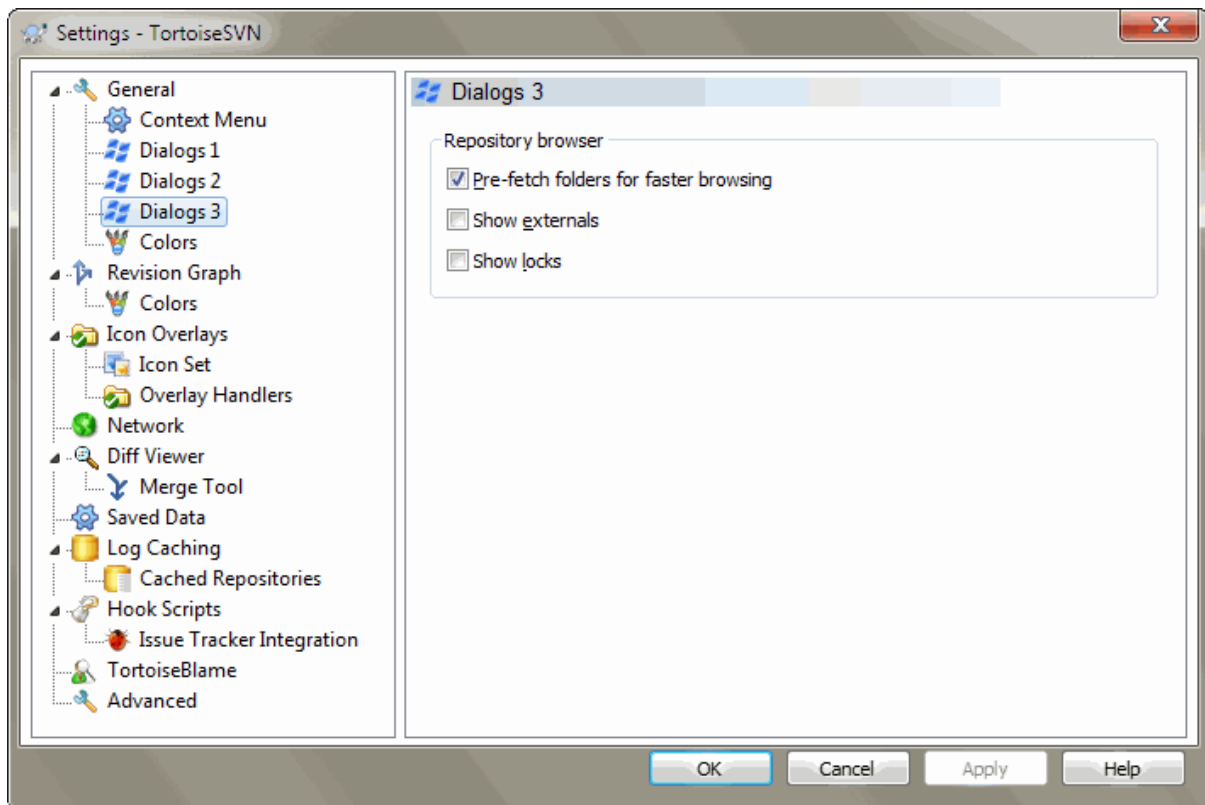 Settings - TortoiseSVN
General
Context Menu
Dialogs 1
Dialogs 2
Dialogs 3
Colors
Revision Graph
Colors
Icon Overlays
Icon Set
Overlay Handlers
Network
Diff Viewer
Merge Tool
Saved Data
Log Caching
Cached Repositories
Hook Scripts
Issue Tracker Integration
TortoiseBlame
Advanced
Dialogs 3
Repository browser
Pre-fetch folders for faster browsing
Show externals
Show locks
OK
Cancel
Apply
Help